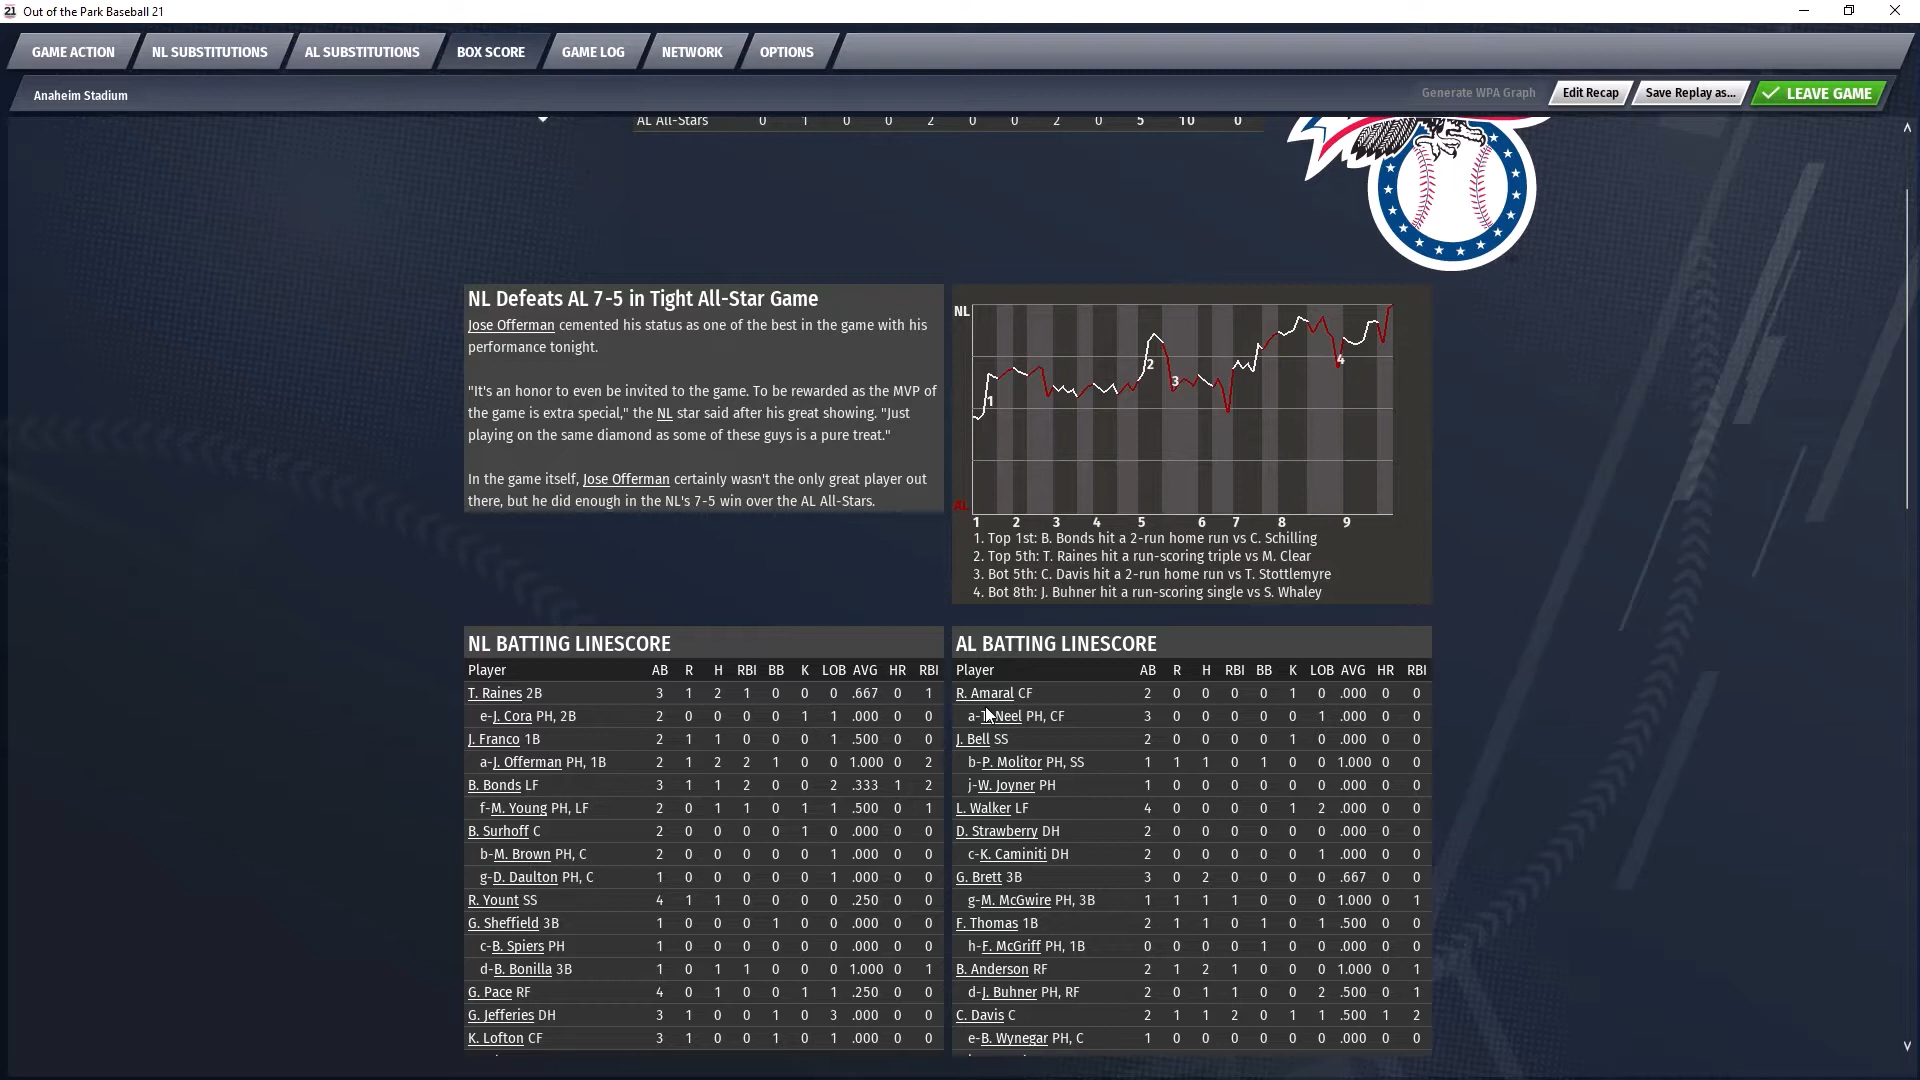 21 Out of the Park Baseball 21
GAME ACTION NL SUBSTITUTIONS AL SUBSTITUTIONS BOX SCORE GAME LOG NETWORK OPTIONS
Anaheim Stadium Generate WPA Graph Edit Recap Save Replay as... LEAVE GAME
AL All-Stars 0 1 0 0 2 0 0 2 0 5 10 0
NL Defeats AL 7-5 in Tight All-Star Game
Jose Offerman cemented his status as one of the best in the game with his
performance tonight.
"It's an honor to even be invited to the game. To be rewarded as the MVP of
the game is extra special," the NL star said after his great showing. "Just
playing on the same diamond as some of these guys is a pure treat."
In the game itself, Jose Offerman certainly wasn't the only great player out
there, but he did enough in the NL's 7-5 win over the AL All-Stars.
NL
1
2
3
4
AL
1 2 3 4 5 6 7 8 9
1. Top 1st: B. Bonds hit a 2-run home run vs C. Schilling
2. Top 5th: T. Raines hit a run-scoring triple vs M. Clear
3. Bot 5th: C. Davis hit a 2-run home run vs T. Stottlemyre
4. Bot 8th: J. Buhner hit a run-scoring single vs S. Whaley
NL BATTING LINESCORE
Player AB R H RBI BB K LOB AVG HR RBI
T. Raines 2B 3 1 2 1 0 0 0 .667 0 1
e-J. Cora PH, 2B 2 0 0 0 0 1 1 .000 0 0
J. Franco 1B 2 1 1 0 0 0 1 .500 0 0
a-J. Offerman PH, 1B 2 1 2 2 1 0 0 1.000 0 2
B. Bonds LF 3 1 1 2 0 0 2 .333 1 2
f-M. Young PH, LF 2 0 1 1 0 1 1 .500 0 1
B. Surhoff C 2 0 0 0 0 1 0 .000 0 0
b-M. Brown PH, C 2 0 0 0 0 0 1 .000 0 0
g-D. Daulton PH, C 1 0 0 0 0 0 1 .000 0 0
R. Yount SS 4 1 1 0 0 0 0 .250 0 0
G. Sheffield 3B 1 0 0 0 1 0 0 .000 0 0
c-B. Spiers PH 1 0 0 0 0 0 0 .000 0 0
d-B. Bonilla 3B 1 0 1 1 0 0 0 1.000 0 1
G. Pace RF 4 0 1 0 0 1 1 .250 0 0
G. Jefferies DH 3 1 0 0 1 0 3 .000 0 0
K. Lofton CF 3 1 0 0 1 0 1 .000 0 0
AL BATTING LINESCORE
Player AB R H RBI BB K LOB AVG HR RBI
R. Amaral CF 2 0 0 0 0 1 0 .000 0 0
a-T. Neel PH, CF 3 0 0 0 0 0 1 .000 0 0
J. Bell SS 2 0 0 0 0 1 0 .000 0 0
b-P. Molitor PH, SS 1 1 1 0 1 0 0 1.000 0 0
j-W. Joyner PH 1 0 0 0 0 0 0 .000 0 0
L. Walker LF 4 0 0 0 0 1 2 .000 0 0
D. Strawberry DH 2 0 0 0 0 0 0 .000 0 0
c-K. Caminiti DH 2 0 0 0 0 0 1 .000 0 0
G. Brett 3B 3 0 2 0 0 0 0 .667 0 0
g-M. McGwire PH, 3B 1 1 1 1 0 0 0 1.000 0 1
F. Thomas 1B 2 1 1 0 1 0 1 .500 0 0
h-F. McGriff PH, 1B 0 0 0 0 1 0 0 .000 0 0
B. Anderson RF 2 1 2 1 0 0 0 1.000 0 1
d-J. Buhner PH, RF 2 0 1 1 0 0 2 .500 0 1
C. Davis C 2 1 1 2 0 1 1 .500 1 2
e-B. Wynegar PH, C 1 0 0 0 0 0 0 .000 0 0